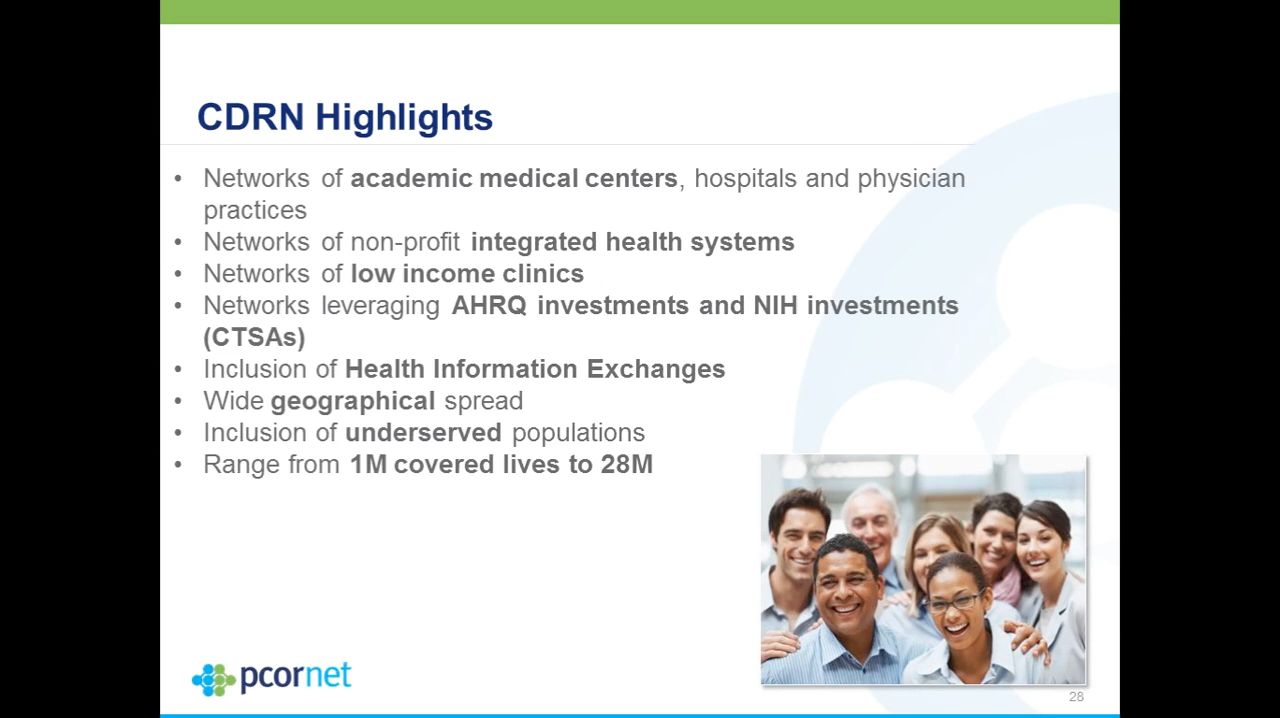 CDRN Highlights
• Networks of academic medical centers, hospitals and physician
practices
• Networks of non-profit integrated health systems
• Networks of low income clinics
• Networks leveraging AHRQ investments and NIH investments
(CTSAs)
• Inclusion of Health Information Exchanges
• Wide geographical spread
• Inclusion of underserved populations
• Range from 1M covered lives to 28M
pcornet
28